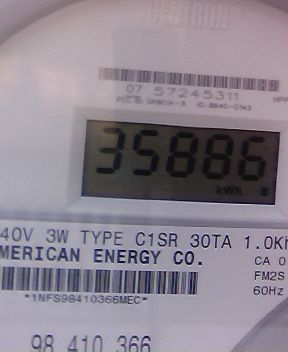 CENTRON
07 57245311
35886
kWh
40V 3W TYPE C1SR 30TA 1.0Kh
MERICAN ENERGY CO.
CA 0
FM2S
60Hz
*1NFS98410366MEC*
98 410 366